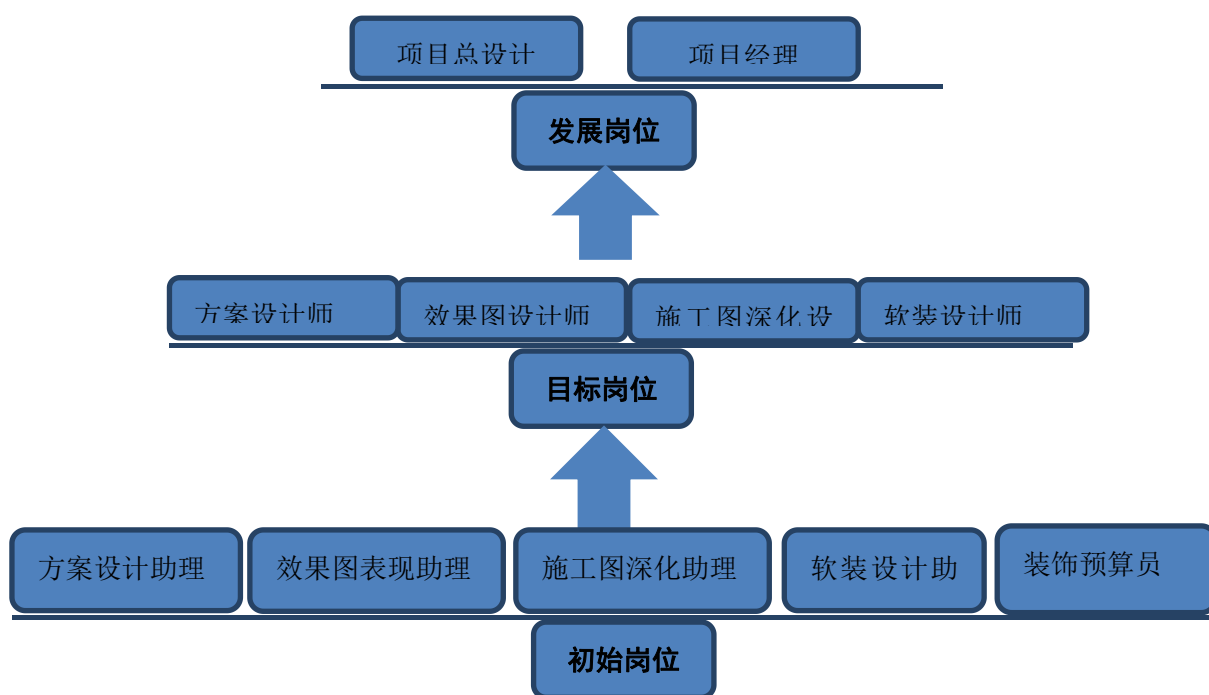 项目总设计
项目经理
发展岗位
方案设计师
效果图设计师
施工图深化设
软装设计师
目标岗位
方案设计助理
效果图表现助理
施工图深化助理
软装设计助
装饰预算员
初始岗位